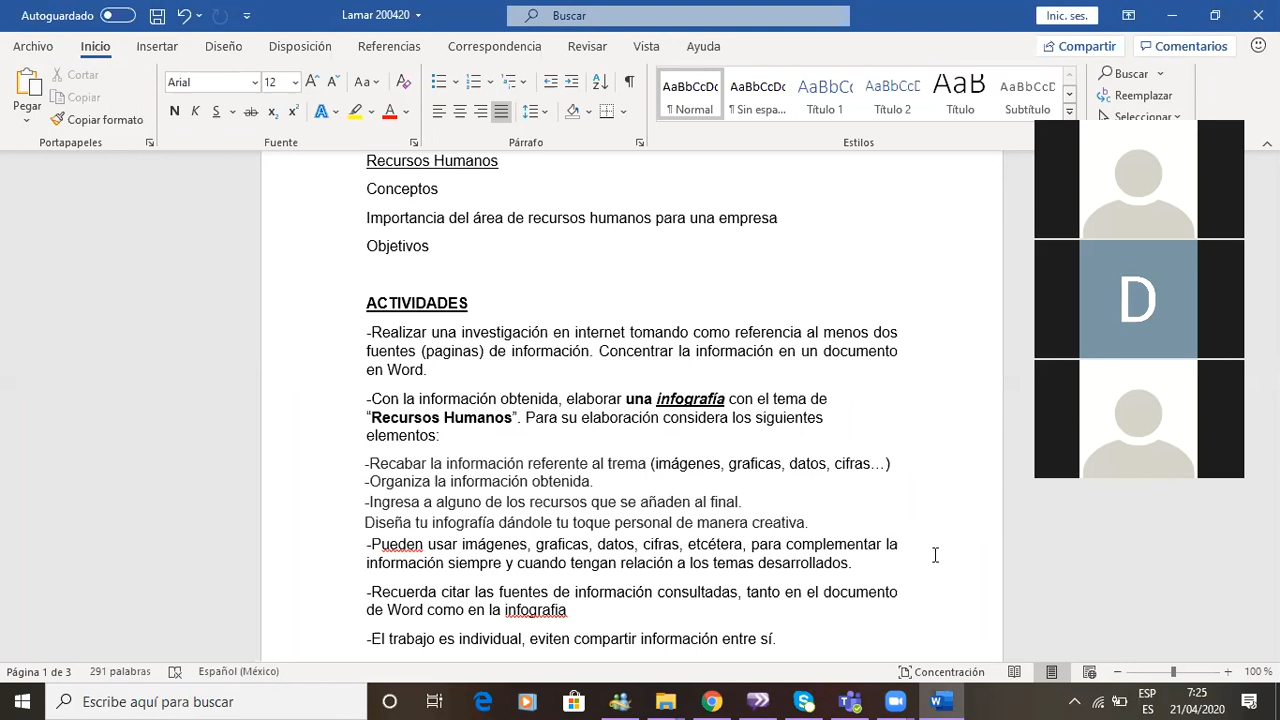 Autoguardado
Lamar 200420
Buscar
Inic. ses.
Archivo Inicio Insertar Diseño Disposición Referencias Correspondencia Revisar Vista Ayuda Compartir Comentarios
Pegar
Cortar
Copiar
Copiar formato
Portapapeles
Arial 12
Aa
N K S ab x₂ x²
A A
Fuente
Párrafo
AaBbCcDc AaBbCcDc AaBbCc AaBbCcD AaB AaBbCcD
¶ Normal ¶ Sin espa... Título 1 Título 2 Título Subtítulo
Estilos
Buscar
Reemplazar
Seleccionar
Recursos Humanos
Conceptos
Importancia del área de recursos humanos para una empresa
Objetivos
ACTIVIDADES
-Realizar una investigación en internet tomando como referencia al menos dos
fuentes (paginas) de información. Concentrar la información en un documento
en Word.
-Con la información obtenida, elaborar una infografía con el tema de
“Recursos Humanos”. Para su elaboración considera los siguientes
elementos:
-Recabar la información referente al trema (imágenes, graficas, datos, cifras…)
-Organiza la información obtenida.
-Ingresa a alguno de los recursos que se añaden al final.
Diseña tu infografía dándole tu toque personal de manera creativa.
-Pueden usar imágenes, graficas, datos, cifras, etcétera, para complementar la
información siempre y cuando tengan relación a los temas desarrollados.
-Recuerda citar las fuentes de información consultadas, tanto en el documento
de Word como en la infografia
-El trabajo es individual, eviten compartir información entre sí.
D
Página 1 de 3 291 palabras Español (México) Concentración 100 %
Escribe aquí para buscar
ESP 7:25
ES 21/04/2020